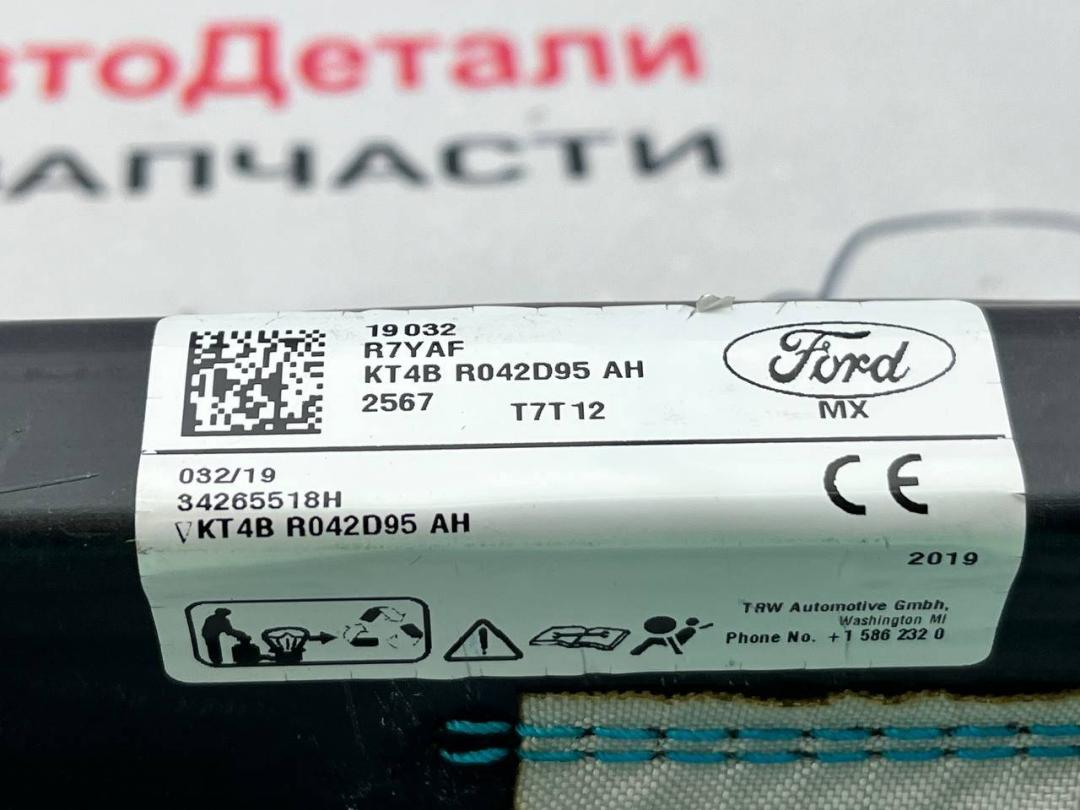 втоДетали
ЗАПЧАСТИ
19 032
R7YAF
KT4B R042D95 AH
2567 T7T12
Ford
MX
032/19
34265518H
▽KT4B R042D95 AH
CE
2019
TRW Automotive Gmbh,
Washington MI
Phone No. +1 586 232 0